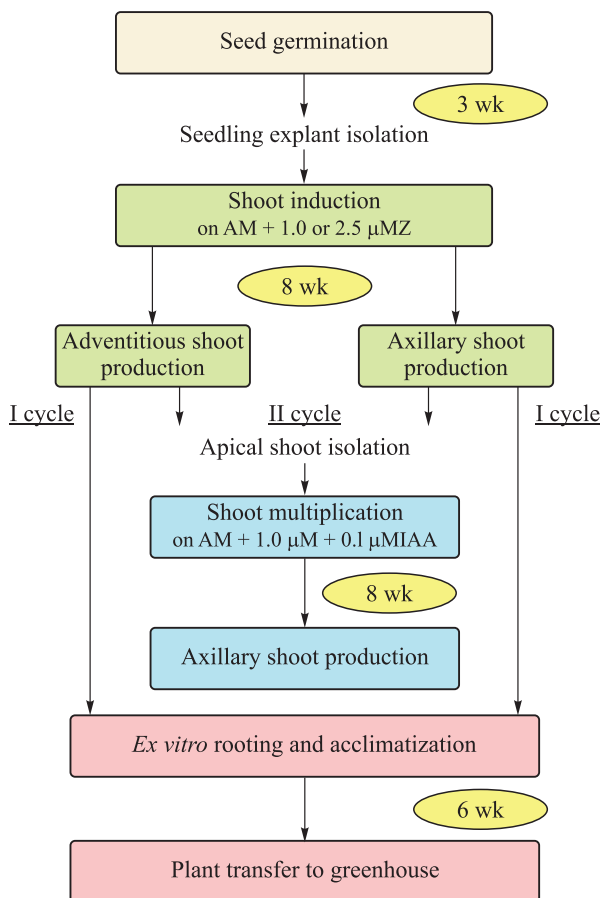 Seed germination
3 wk
Seedling explant isolation
Shoot induction
on AM + 1.0 or 2.5 μMZ
8 wk
Adventitious shoot
production
Axillary shoot
production
I cycle
II cycle
I cycle
Apical shoot isolation
Shoot multiplication
on AM + 1.0 μM + 0.l μMIAA
8 wk
Axillary shoot production
Ex vitro rooting and acclimatization
6 wk
Plant transfer to greenhouse